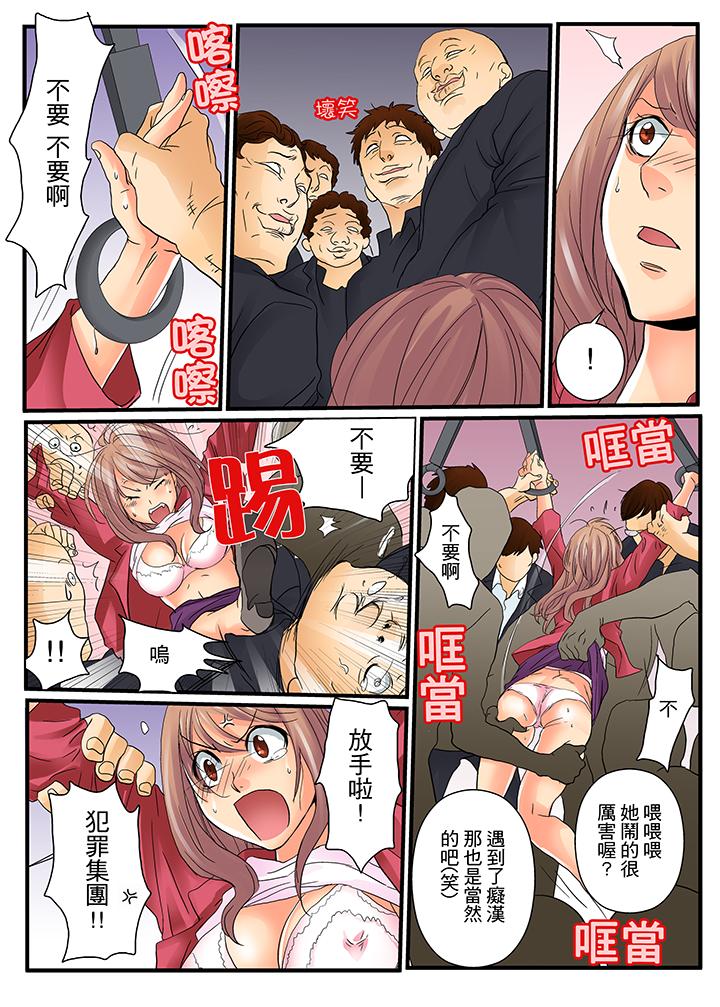 ！
壞笑
喀嚓
不要 不要啊
喀嚓
哐當
不要啊
哐當
不
喂喂喂
她鬧的很
厲害喔？
遇到了癡漢
那也是當然
的吧(笑)
哐當
不要—
踢
嗚
!!
放手啦！
犯罪集團!!